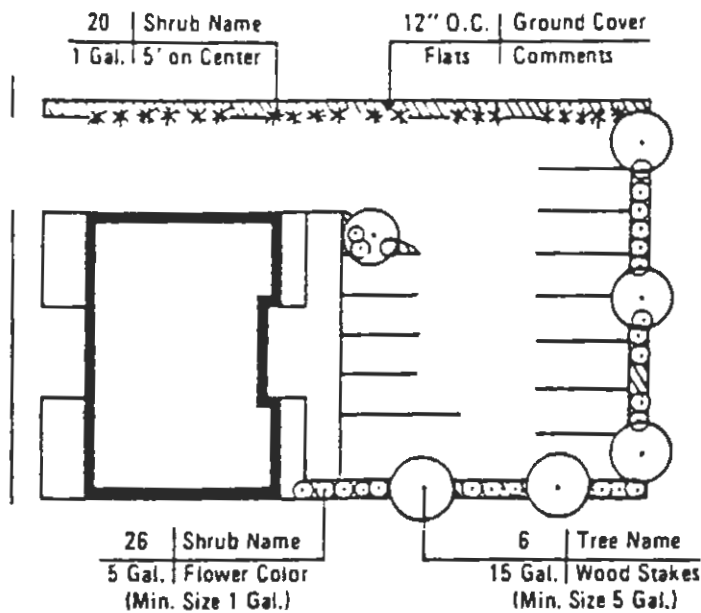 20 Shrub Name
1 Gal. 5' on Center
12" O.C. Ground Cover
Flats Comments
26 Shrub Name
5 Gal. Flower Color
(Min. Size 1 Gal.)
6 Tree Name
15 Gal. Wood Stakes
(Min. Size 5 Gal.)